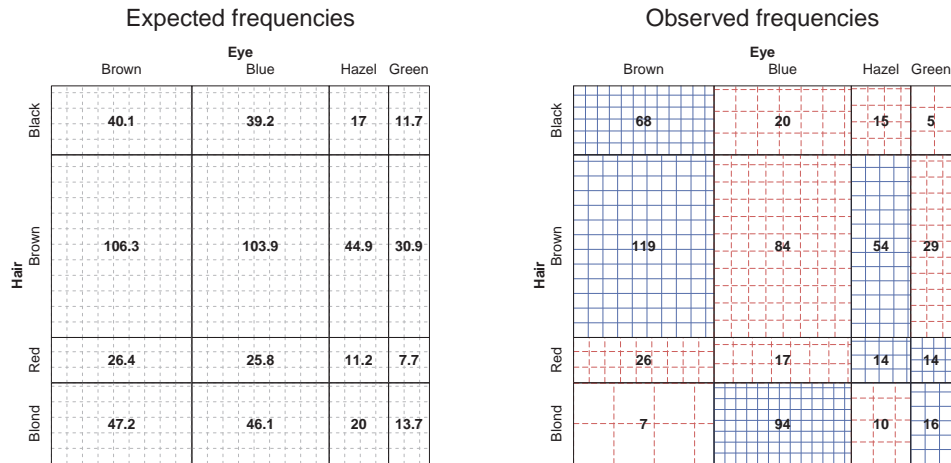 Expected frequencies
Eye
Brown Blue Hazel Green
Hair
Black 40.1 39.2 17 11.7
Brown 106.3 103.9 44.9 30.9
Red 26.4 25.8 11.2 7.7
Blond 47.2 46.1 20 13.7
Observed frequencies
Eye
Brown Blue Hazel Green
Hair
Black 68 20 15 5
Brown 119 84 54 29
Red 26 17 14 14
Blond 7 94 10 16